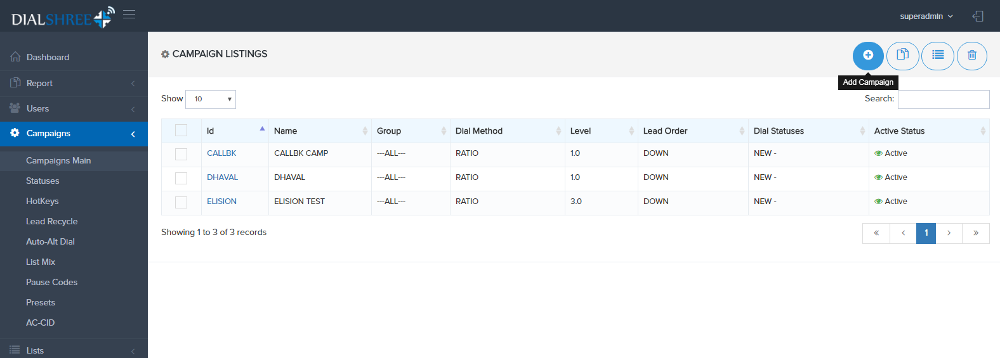 DIALSHREE
superadmin
Dashboard
Report
Users
Campaigns
Campaigns Main
Statuses
HotKeys
Lead Recycle
Auto-Alt Dial
List Mix
Pause Codes
Presets
AC-CID
Lists
CAMPAIGN LISTINGS
Add Campaign
Show 10
Search:
Id Name Group Dial Method Level Lead Order Dial Statuses Active Status
CALLBK CALLBK CAMP ---ALL--- RATIO 1.0 DOWN NEW - Active
DHAVAL DHAVAL ---ALL--- RATIO 1.0 DOWN NEW - Active
ELISION ELISION TEST ---ALL--- RATIO 3.0 DOWN NEW - Active
Showing 1 to 3 of 3 records
« ‹ 1 › »